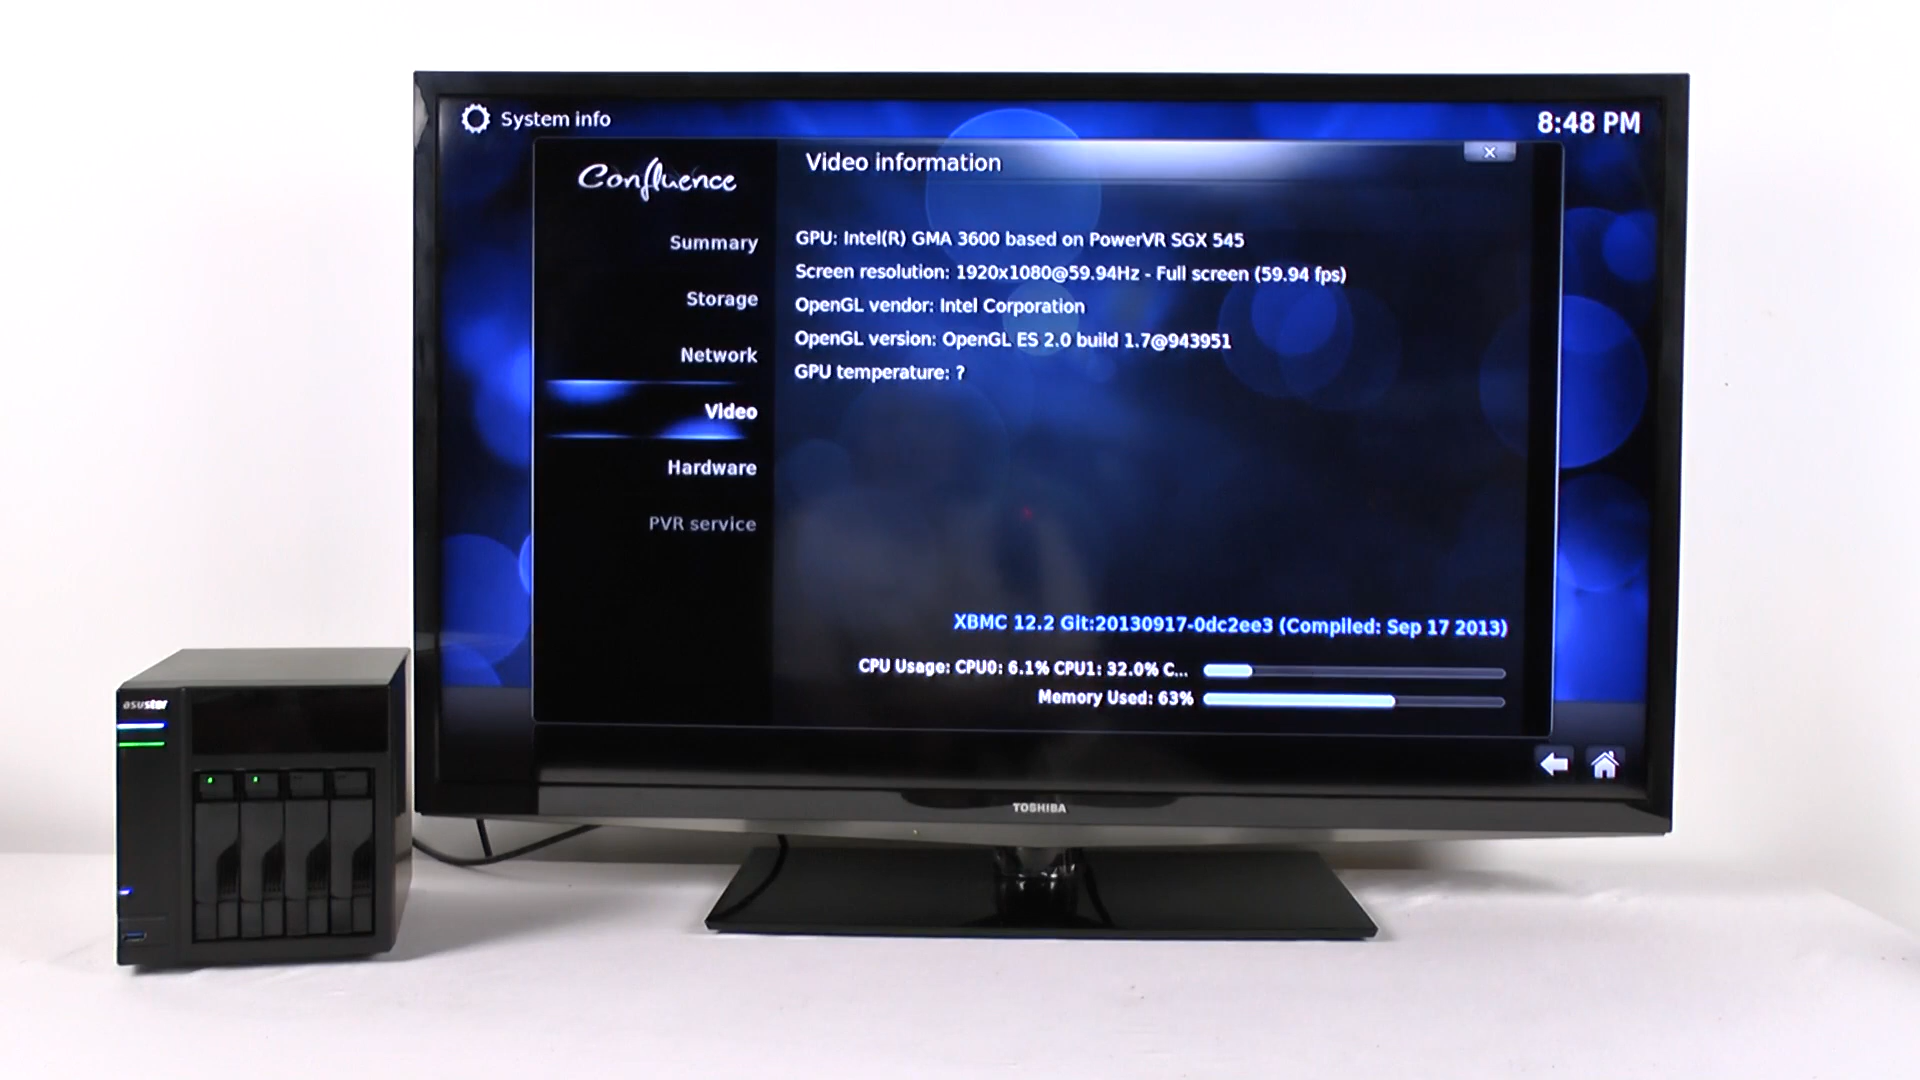 System info
8:48 PM
Confluence
Video information
Summary
Storage
Network
Video
Hardware
PVR service
GPU: Intel(R) GMA 3600 based on PowerVR SGX 545
Screen resolution: 1920x1080@59.94Hz - Full screen (59.94 fps)
OpenGL vendor: Intel Corporation
OpenGL version: OpenGL ES 2.0 build 1.7@943951
GPU temperature: ?
XBMC 12.2 Git:20130917-0dc2ee3 (Compiled: Sep 17 2013)
CPU Usage: CPU0: 6.1% CPU1: 32.0% C...
Memory Used: 63%
asustor
TOSHIBA